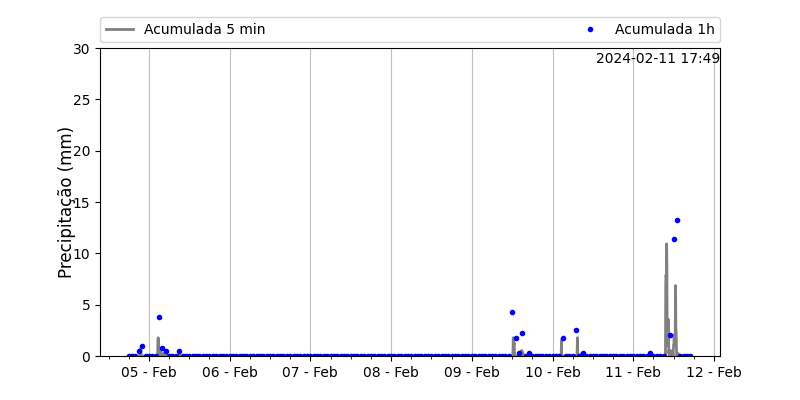 Acumulada 5 min
Acumulada 1h
2024-02-11 17:49
Precipitação (mm)
30
25
20
15
10
5
0
05 - Feb
06 - Feb
07 - Feb
08 - Feb
09 - Feb
10 - Feb
11 - Feb
12 - Feb